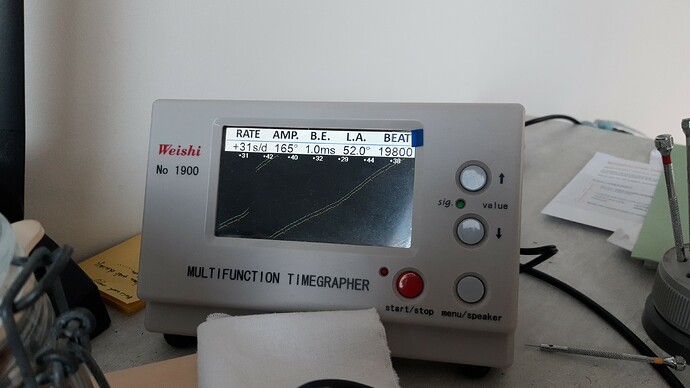 RATE AMP. B.E. L.A. BEAT
+31s/d 165° 1.0ms 52.0° 19800
+31 +42 +40 +32 +29 +44 +38
Weishi
No 1900
sig. value
MULTIFUNCTION TIMEGRAPHER
start/stop menu/speaker